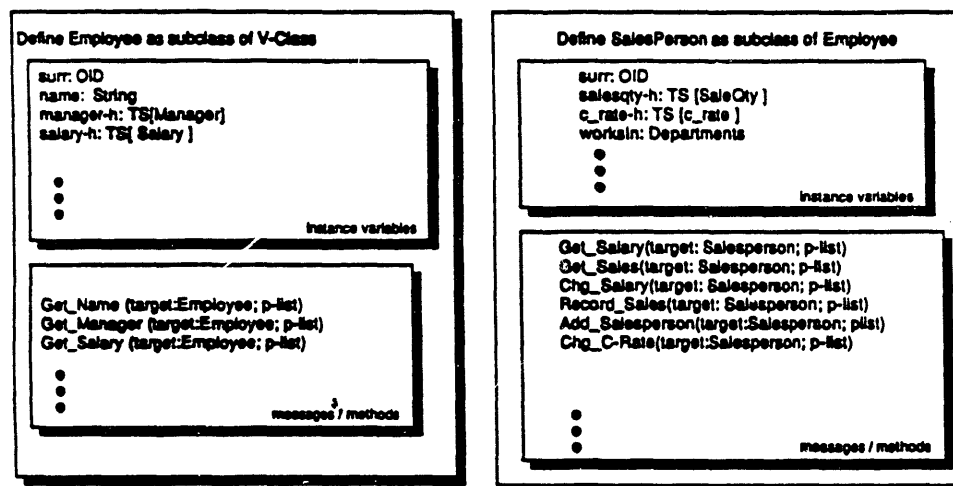 Define Employee as subclass of V-Class
surr: OID
name: String
manager-h: TS[Manager]
salary-h: TS[ Salary ]
instance variables
Get_Name (target:Employee; p-list)
Get_Manager (target:Employee; p-list)
Get_Salary (target:Employee; p-list)
messages / methods
Define SalesPerson as subclass of Employee
surr: OID
salesqty-h: TS [SaleQty ]
c_rate-h: TS [c_rate ]
worksIn: Departments
instance variables
Get_Salary(target: Salesperson; p-list)
Get_Sales(target: Salesperson; p-list)
Chg_Salary(target: Salesperson; p-list)
Record_Sales(target: Salesperson; p-list)
Add_Salesperson(target:Salesperson; plist)
Chg_C-Rate(target:Salesperson; p-list)
messages / methods